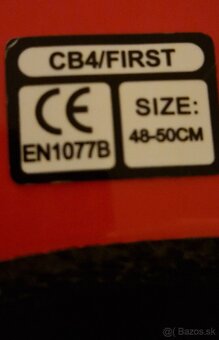 CB4/FIRST
CE
EN1077B
SIZE:
48-50CM
Bazos.sk